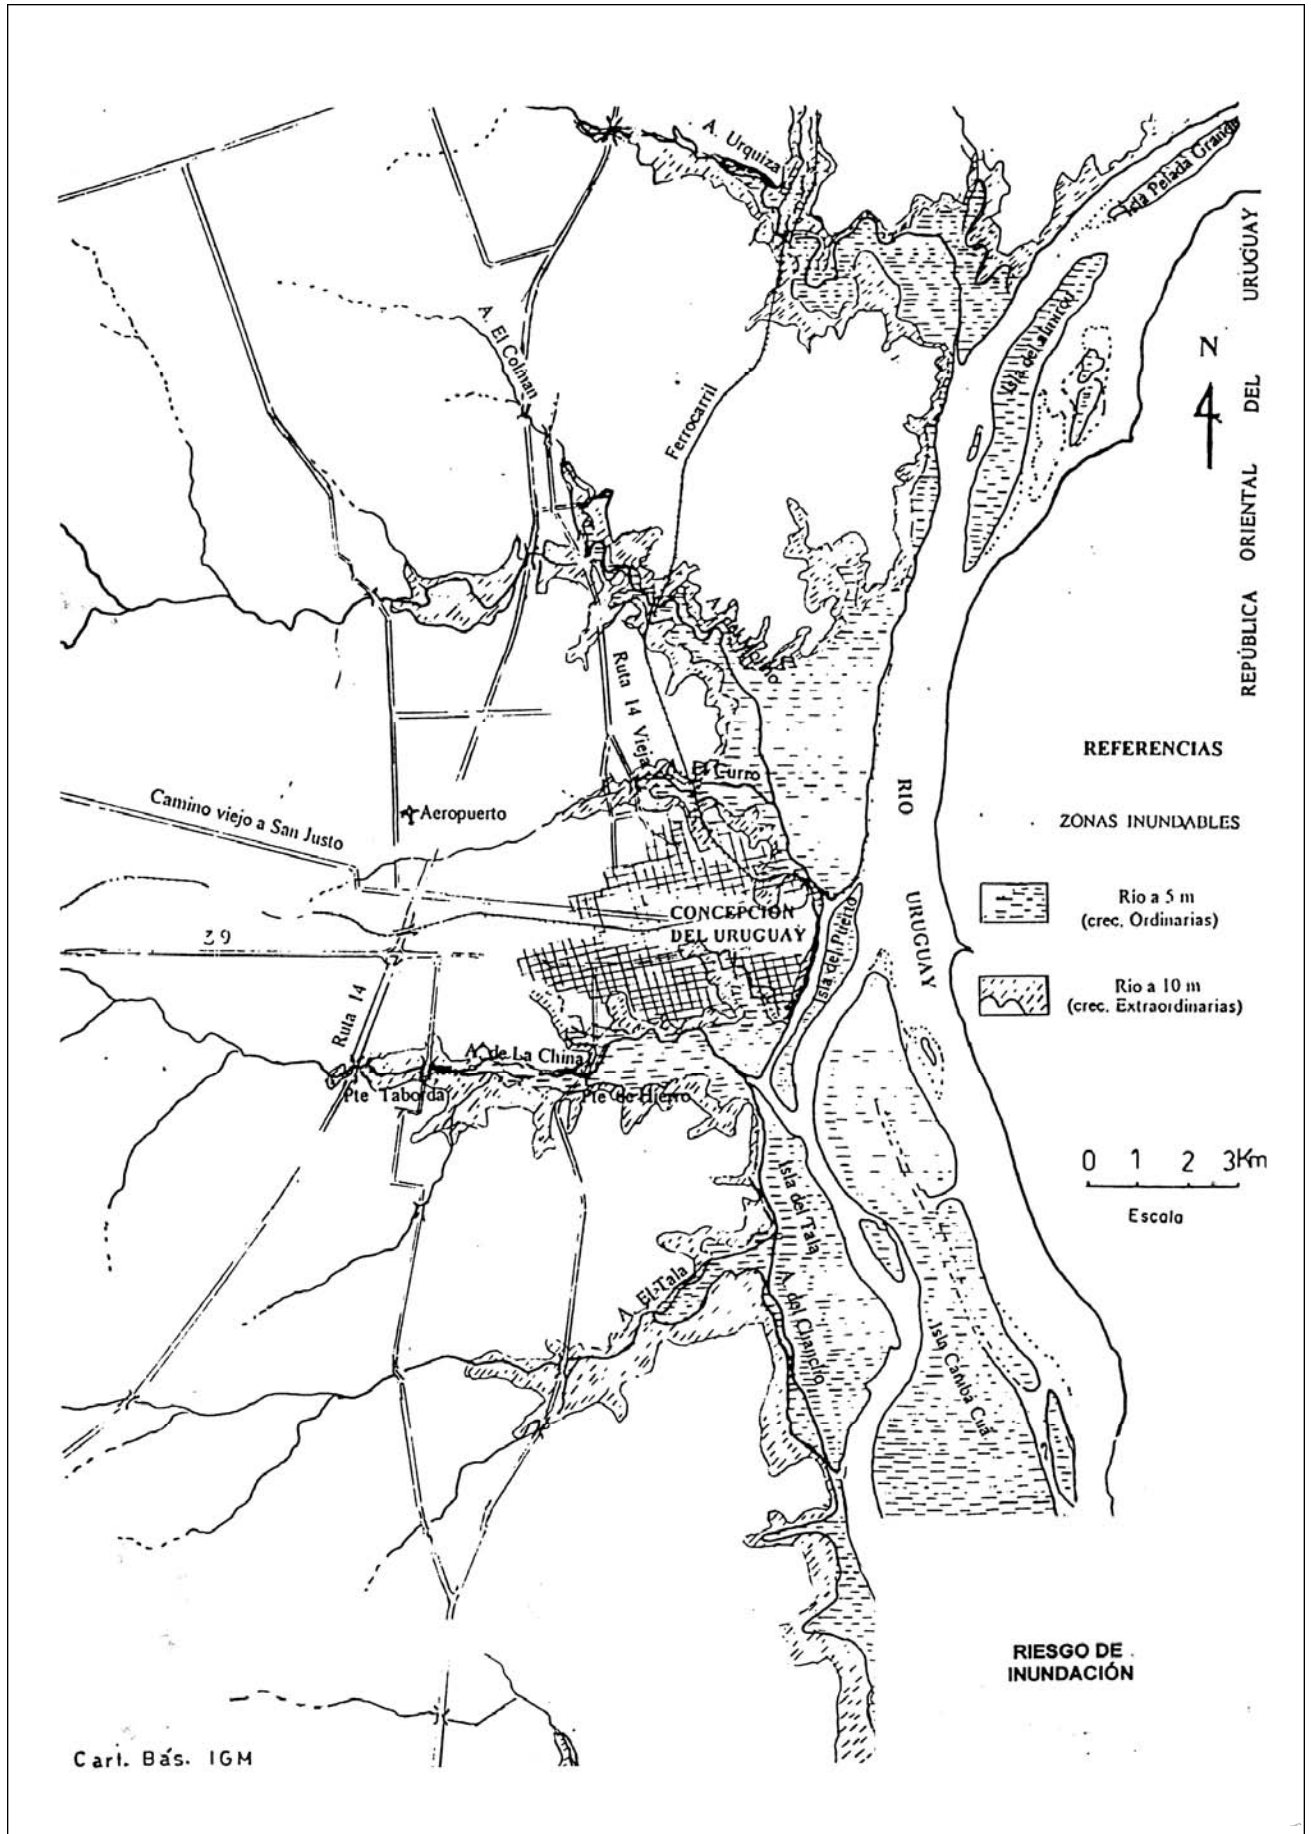 A. Urquiza
Isla Pelada Grande
REPÚBLICA ORIENTAL DEL URUGUAY
N
A. El Colman
Ferrocarril
Ruta 14 Vieja
El Curro
Camino viejo a San Justo
Aeropuerto
RIO URUGUAY
CONCEPCIÓN
DEL URUGUAY
Isla del Puerto
39
Ruta 14
A. de La China
Pte Taborda
Pte de Hierro
Isla del Tala
A. El Tala
A. del Chancho
Isla Cambá Cuá
REFERENCIAS
ZONAS INUNDABLES
Río a 5 m
(crec. Ordinarias)
Río a 10 m
(crec. Extraordinarias)
0 1 2 3Km
Escala
RIESGO DE
INUNDACIÓN
Cart. Bás. IGM